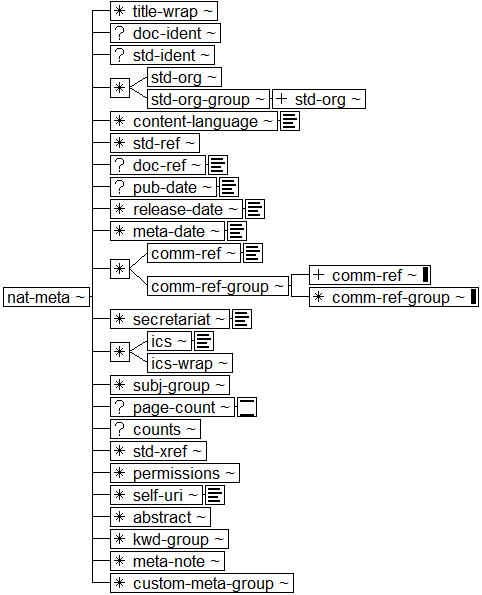 * title-wrap ~
? doc-ident ~
? std-ident ~
std-org ~
*
std-org-group ~ + std-org ~
* content-language ~
* std-ref ~
? doc-ref ~
? pub-date ~
* release-date ~
* meta-date ~
comm-ref ~
*
comm-ref-group ~
+ comm-ref ~
* comm-ref-group ~
nat-meta ~
* secretariat ~
ics ~
*
ics-wrap ~
* subj-group ~
? page-count ~
? counts ~
* std-xref ~
* permissions ~
* self-uri ~
* abstract ~
* kwd-group ~
* meta-note ~
* custom-meta-group ~